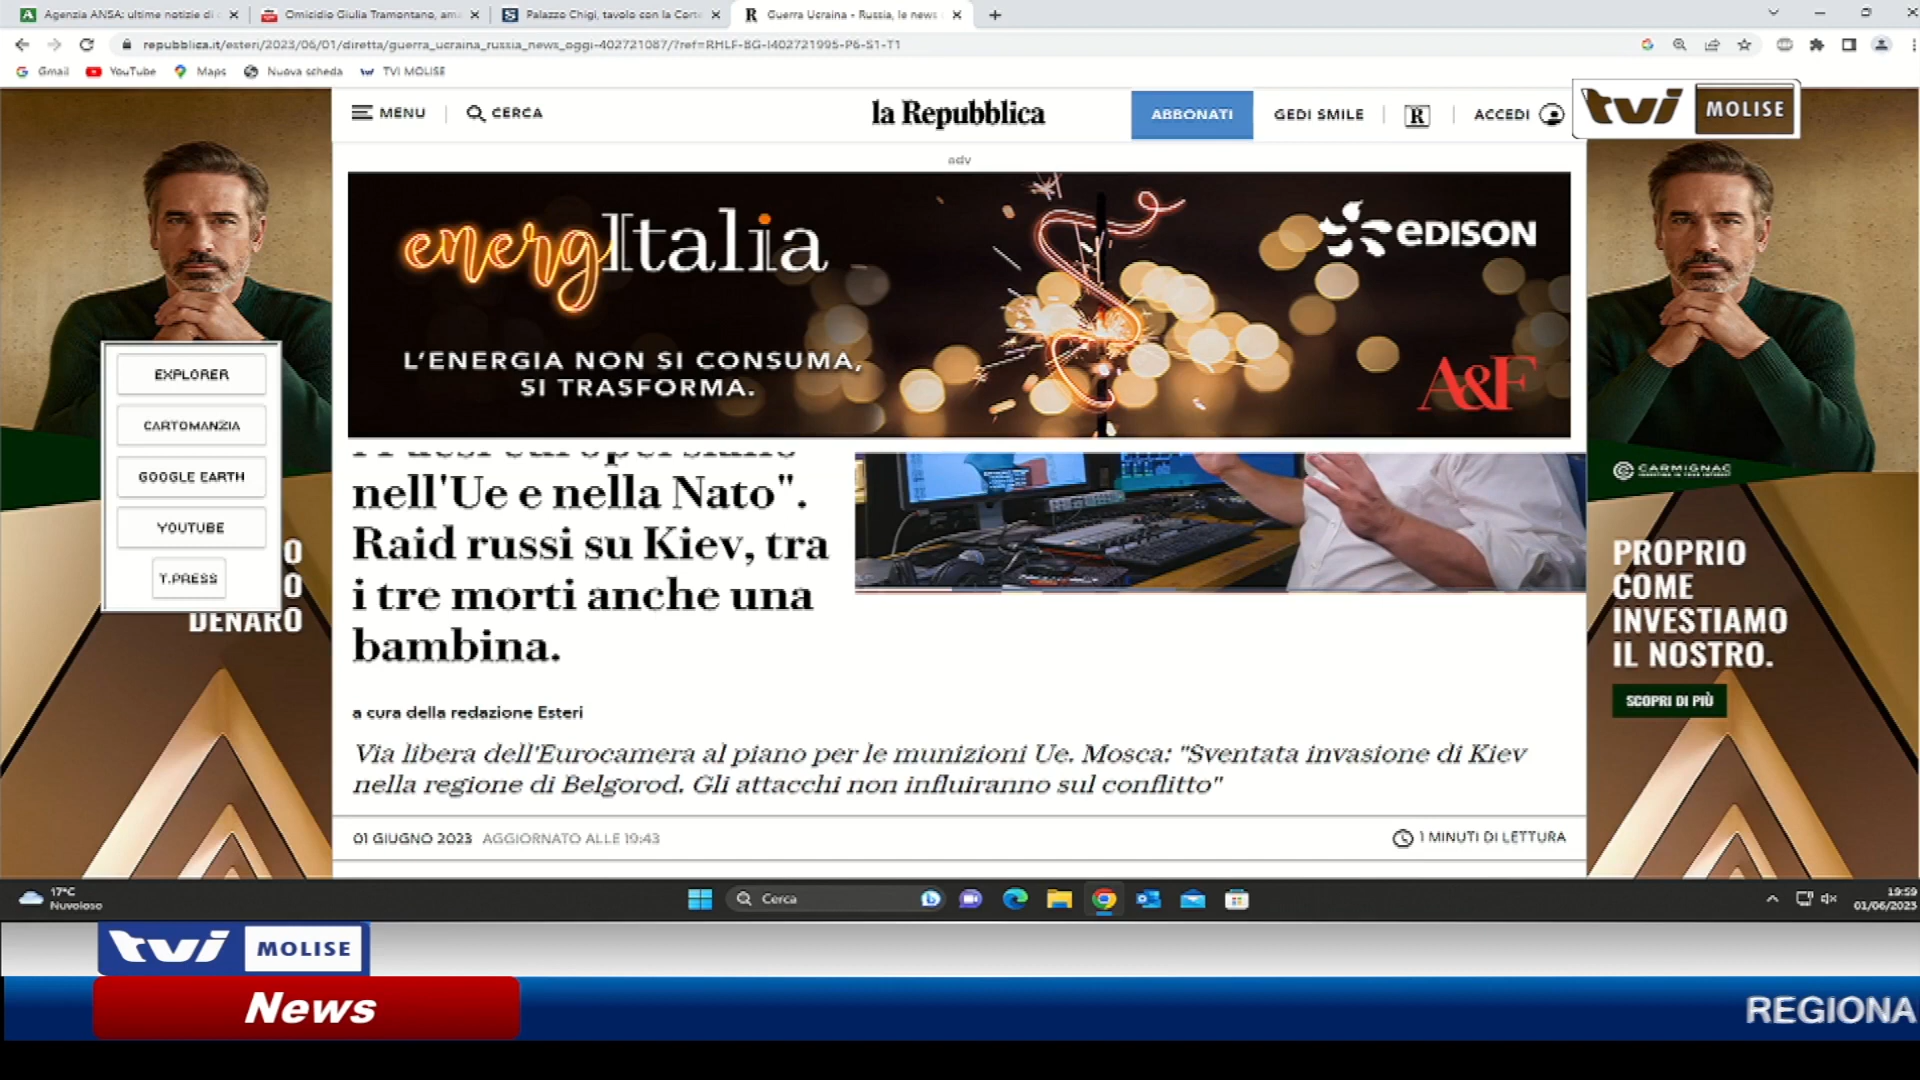 Agenzia ANSA: ultime notizie di
Omicidio Giulia Tramontano, am
Palazzo Chigi, tavolo con la Corte
Guerra Ucraina - Russia, le news
repubblica.it/esteri/2023/06/01/diretta/guerra_ucraina_russia_news_oggi-402721087/?ref=RHLF-BG-I402721995-P6-S1-T1
Gmail YouTube Maps Nuova scheda TVI MOLISE
MENU CERCA
la Repubblica
ABBONATI
GEDI SMILE
R
ACCEDI
tvi MOLISE
adv
energItalia
eDISON
L'ENERGIA NON SI CONSUMA,
SI TRASFORMA.
A&F
EXPLORER
CARTOMANZIA
GOOGLE EARTH
YOUTUBE
T.PRESS
O
O
DENARO
nell'Ue e nella Nato".
Raid russi su Kiev, tra
i tre morti anche una
bambina.
CARMIGNAC
PROPRIO
COME
INVESTIAMO
IL NOSTRO.
SCOPRI DI PIÙ
a cura della redazione Esteri
Via libera dell'Eurocamera al piano per le munizioni Ue. Mosca: "Sventata invasione di Kiev
nella regione di Belgorod. Gli attacchi non influiranno sul conflitto"
01 GIUGNO 2023 AGGIORNATO ALLE 19:43
1 MINUTI DI LETTURA
17°C
Nuvoloso
Cerca
19:59
01/06/2023
tvi MOLISE
News
REGIONA